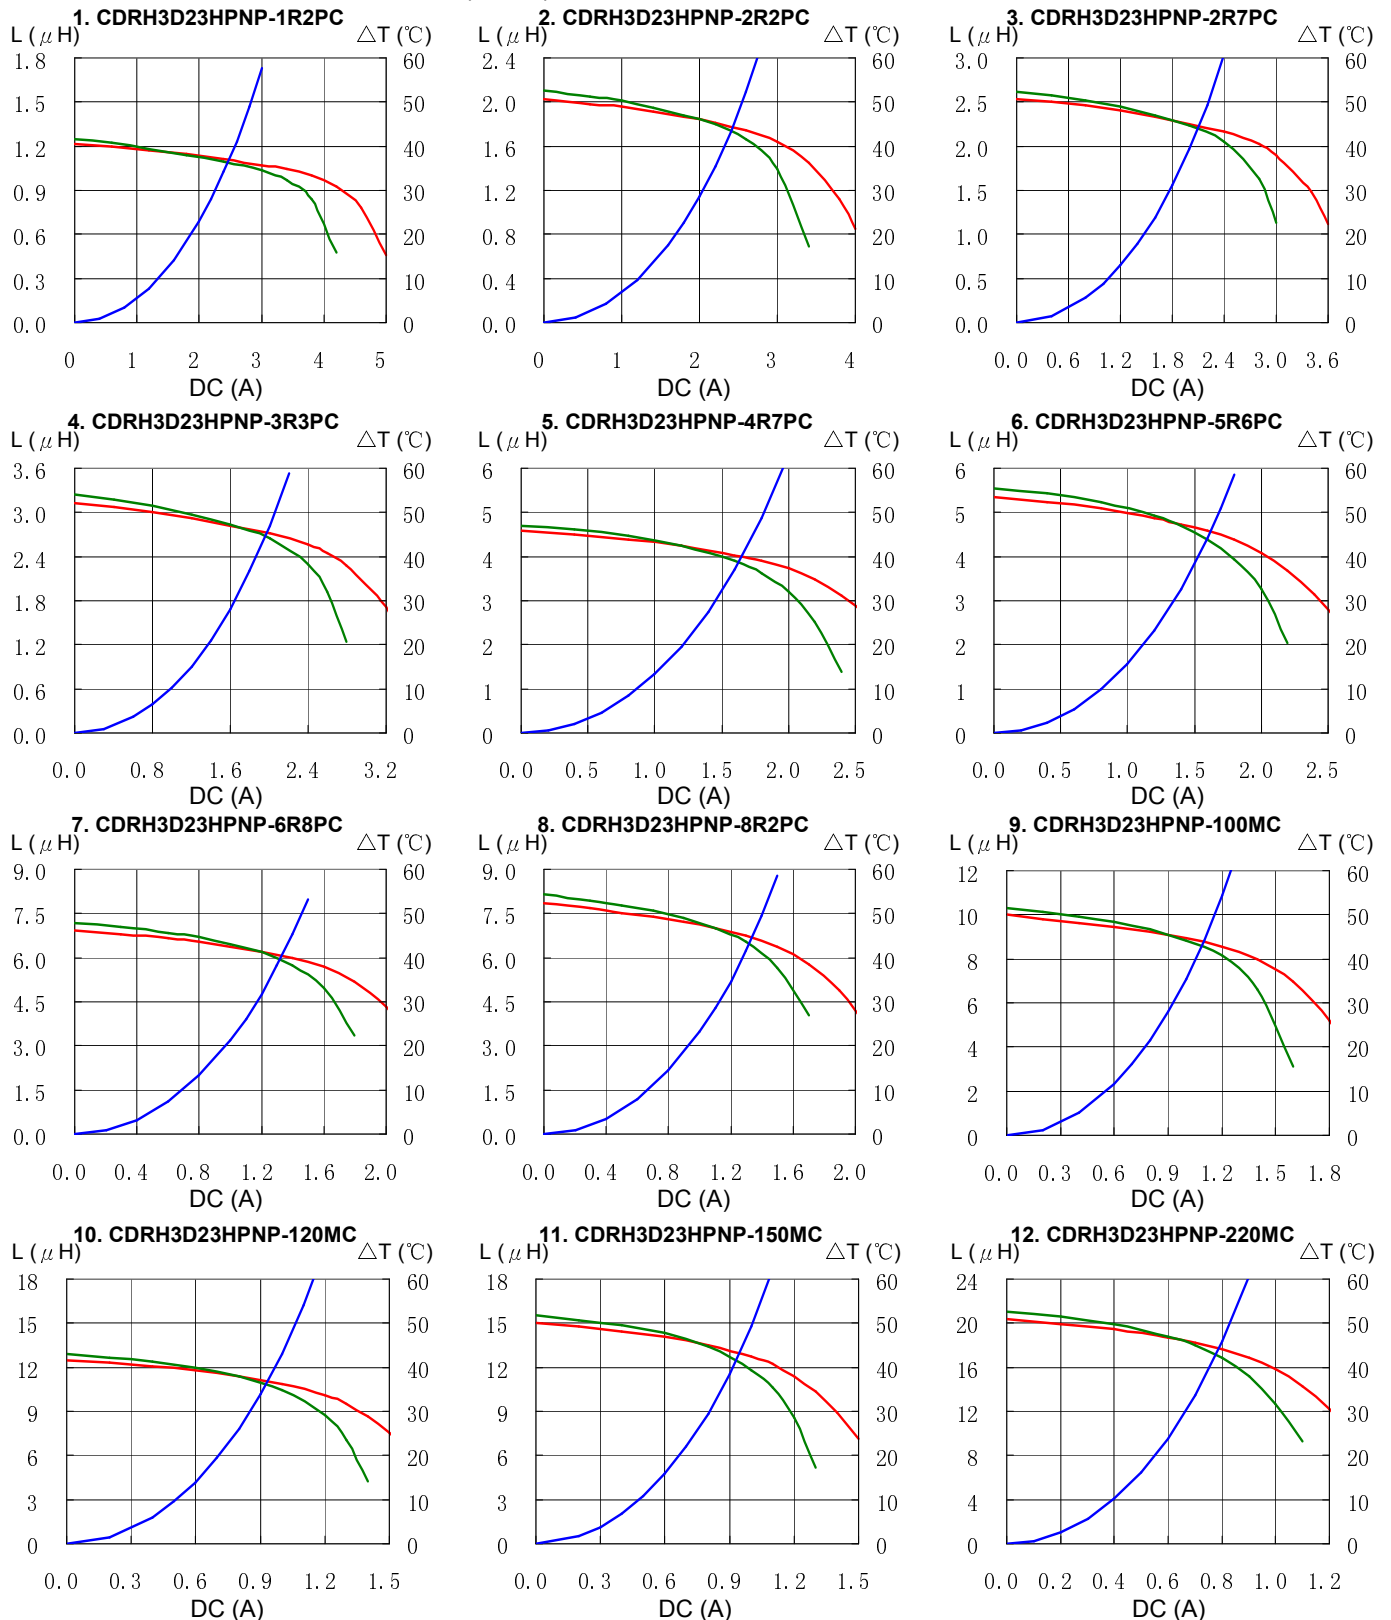 1. CDRH3D23HPNP-1R2PC
L (μH) △T (℃)
1.8 60
1.5 50
1.2 40
0.9 30
0.6 20
0.3 10
0.0 0
0 1 2 3 4 5
DC (A)
2. CDRH3D23HPNP-2R2PC
L (μH) △T (℃)
2.4 60
2.0 50
1.6 40
1.2 30
0.8 20
0.4 10
0.0 0
0 1 2 3 4
DC (A)
3. CDRH3D23HPNP-2R7PC
L (μH) △T (℃)
3.0 60
2.5 50
2.0 40
1.5 30
1.0 20
0.5 10
0.0 0
0.0 0.6 1.2 1.8 2.4 3.0 3.6
DC (A)
4. CDRH3D23HPNP-3R3PC
L (μH) △T (℃)
3.6 60
3.0 50
2.4 40
1.8 30
1.2 20
0.6 10
0.0 0
0.0 0.8 1.6 2.4 3.2
DC (A)
5. CDRH3D23HPNP-4R7PC
L (μH) △T (℃)
6 60
5 50
4 40
3 30
2 20
1 10
0 0
0.0 0.5 1.0 1.5 2.0 2.5
DC (A)
6. CDRH3D23HPNP-5R6PC
L (μH) △T (℃)
6 60
5 50
4 40
3 30
2 20
1 10
0 0
0.0 0.5 1.0 1.5 2.0 2.5
DC (A)
7. CDRH3D23HPNP-6R8PC
L (μH) △T (℃)
9.0 60
7.5 50
6.0 40
4.5 30
3.0 20
1.5 10
0.0 0
0.0 0.4 0.8 1.2 1.6 2.0
DC (A)
8. CDRH3D23HPNP-8R2PC
L (μH) △T (℃)
9.0 60
7.5 50
6.0 40
4.5 30
3.0 20
1.5 10
0.0 0
0.0 0.4 0.8 1.2 1.6 2.0
DC (A)
9. CDRH3D23HPNP-100MC
L (μH) △T (℃)
12 60
10 50
8 40
6 30
4 20
2 10
0 0
0.0 0.3 0.6 0.9 1.2 1.5 1.8
DC (A)
10. CDRH3D23HPNP-120MC
L (μH) △T (℃)
18 60
15 50
12 40
9 30
6 20
3 10
0 0
0.0 0.3 0.6 0.9 1.2 1.5
DC (A)
11. CDRH3D23HPNP-150MC
L (μH) △T (℃)
18 60
15 50
12 40
9 30
6 20
3 10
0 0
0.0 0.3 0.6 0.9 1.2 1.5
DC (A)
12. CDRH3D23HPNP-220MC
L (μH) △T (℃)
24 60
20 50
16 40
12 30
8 20
4 10
0 0
0.0 0.2 0.4 0.6 0.8 1.0 1.2
DC (A)